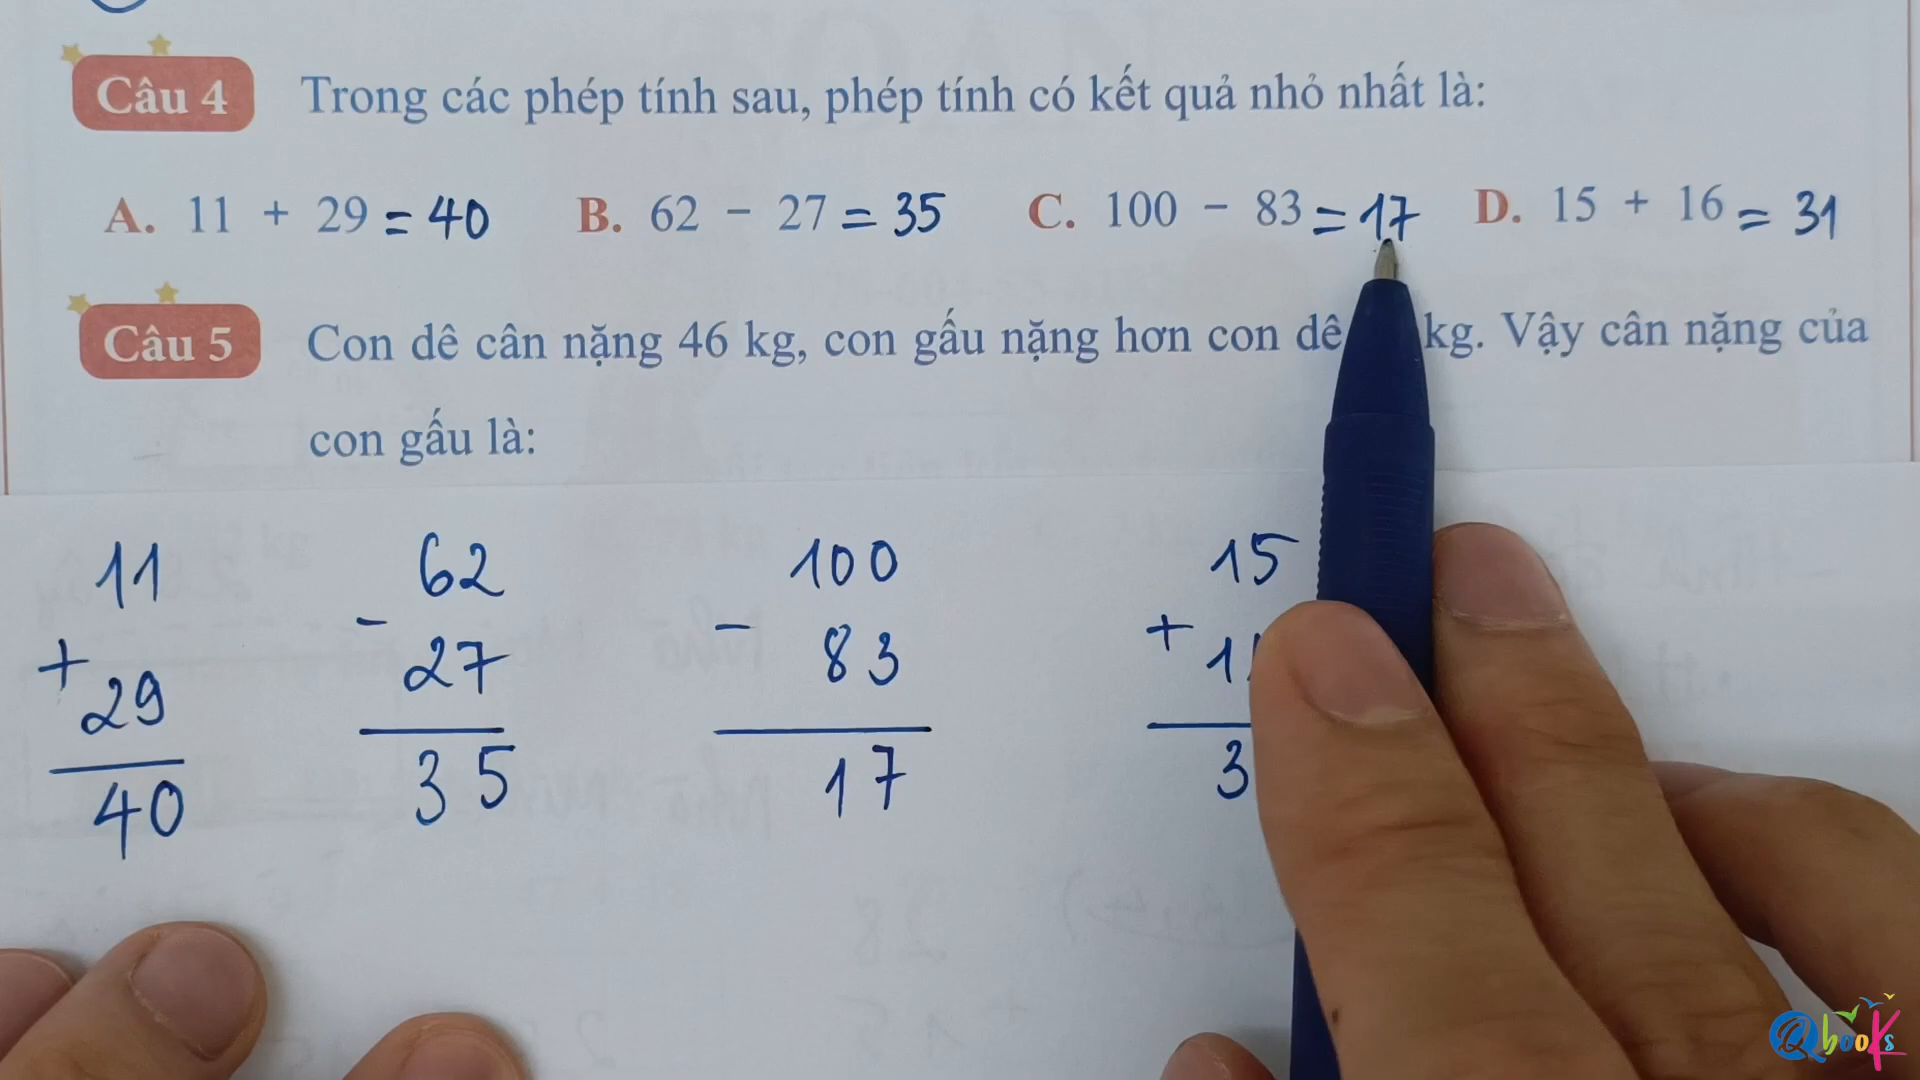 Câu 4 Trong các phép tính sau, phép tính có kết quả nhỏ nhất là:
A. 11 + 29 = 40 B. 62 - 27 = 35 C. 100 - 83 = 17 D. 15 + 16 = 31
Câu 5 Con dê cân nặng 46 kg, con gấu nặng hơn con dê kg. Vậy cân nặng của
con gấu là:
11 62 100 15
+ - - +
29 27 83 1
40 35 17 3
Qbooks